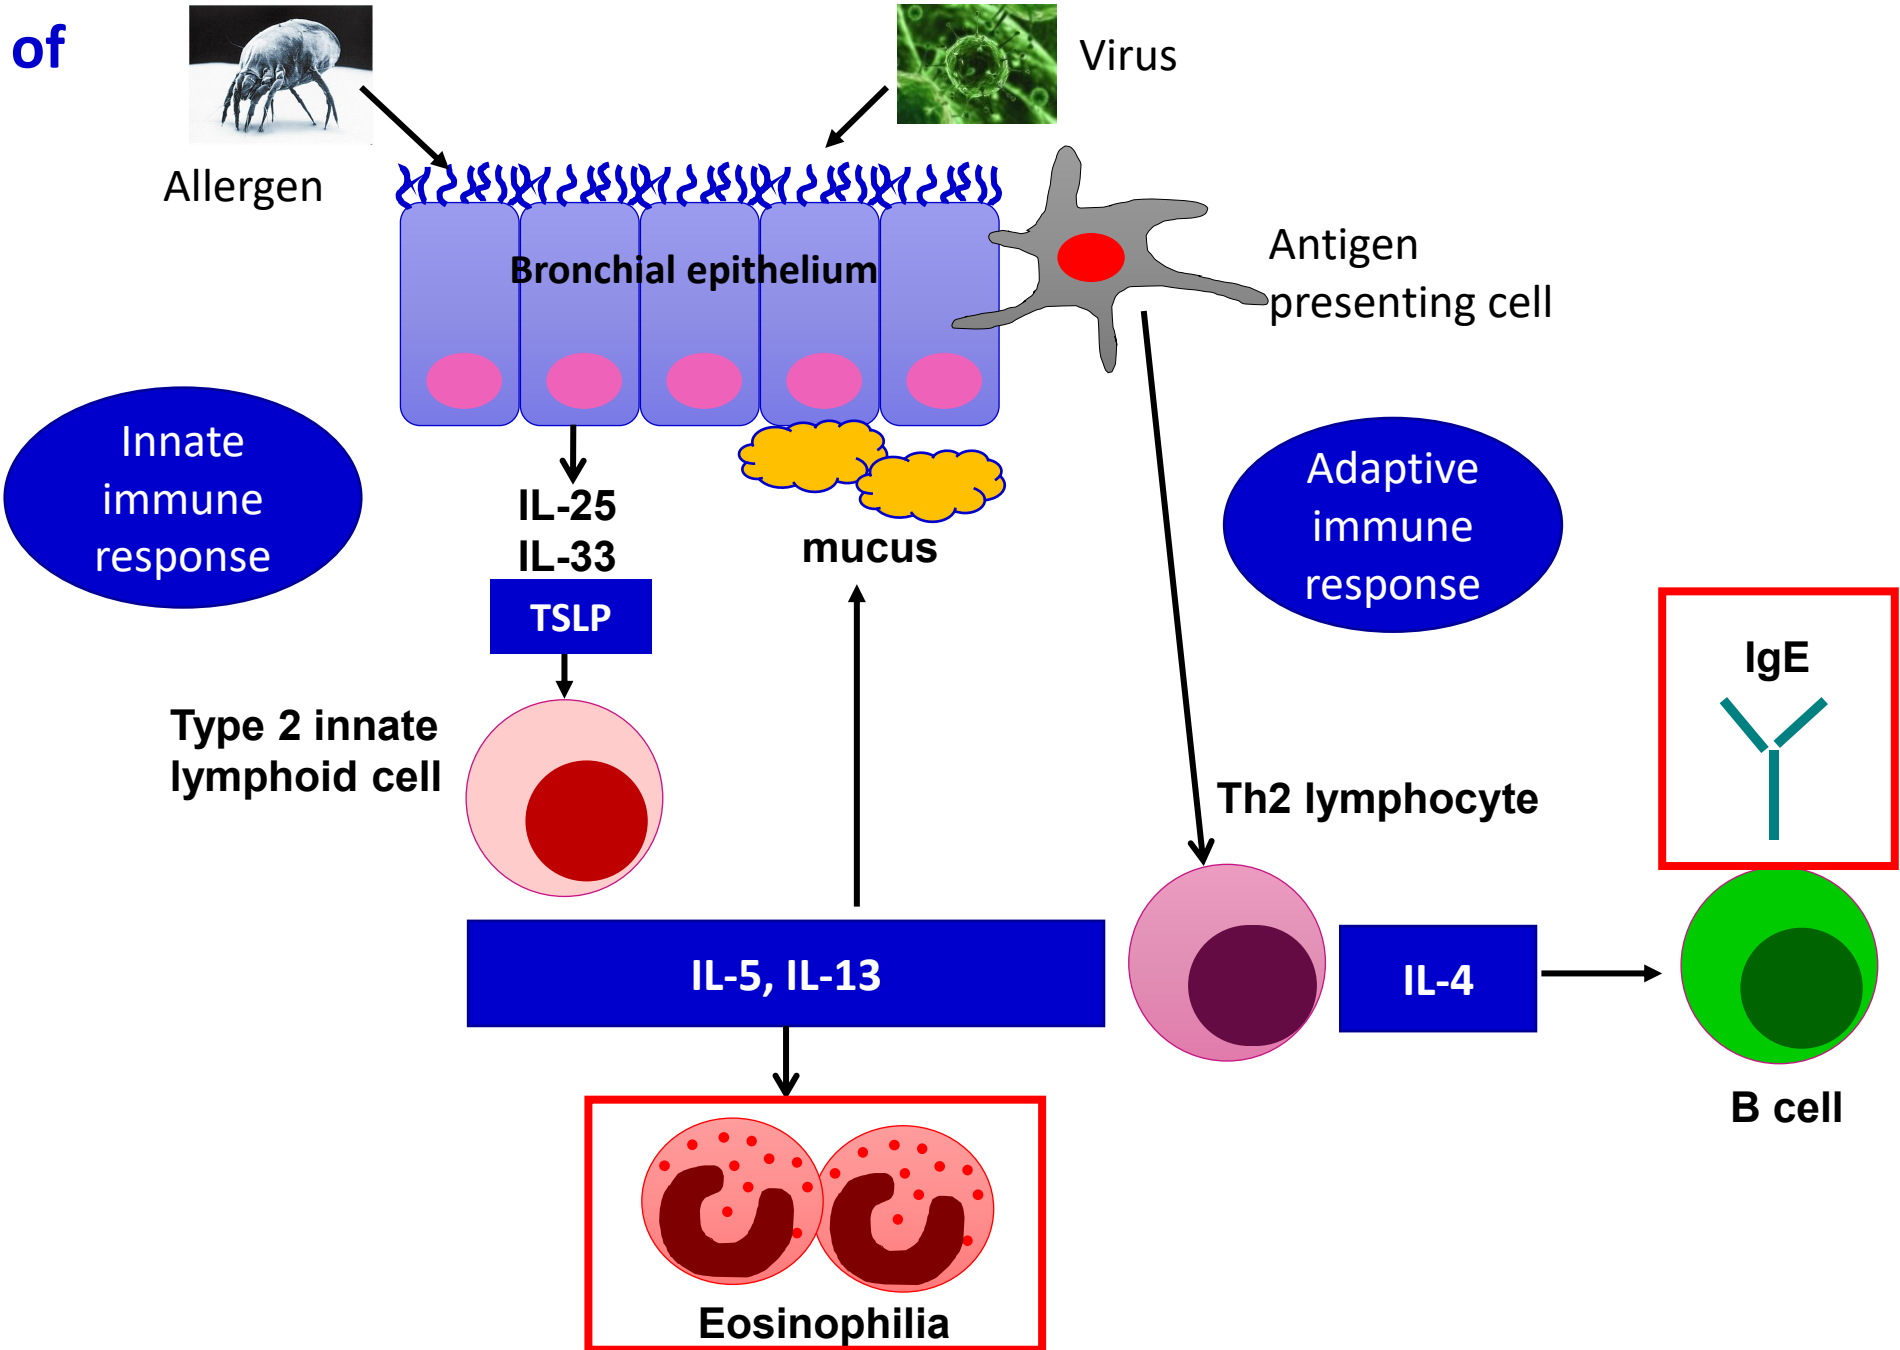 of
Virus
Allergen
Bronchial epithelium
Antigen
presenting cell
Innate
immune
response
IL-25
IL-33
TSLP
mucus
Adaptive
immune
response
IgE
Type 2 innate
lymphoid cell
Th2 lymphocyte
IL-5, IL-13
IL-4
B cell
Eosinophilia